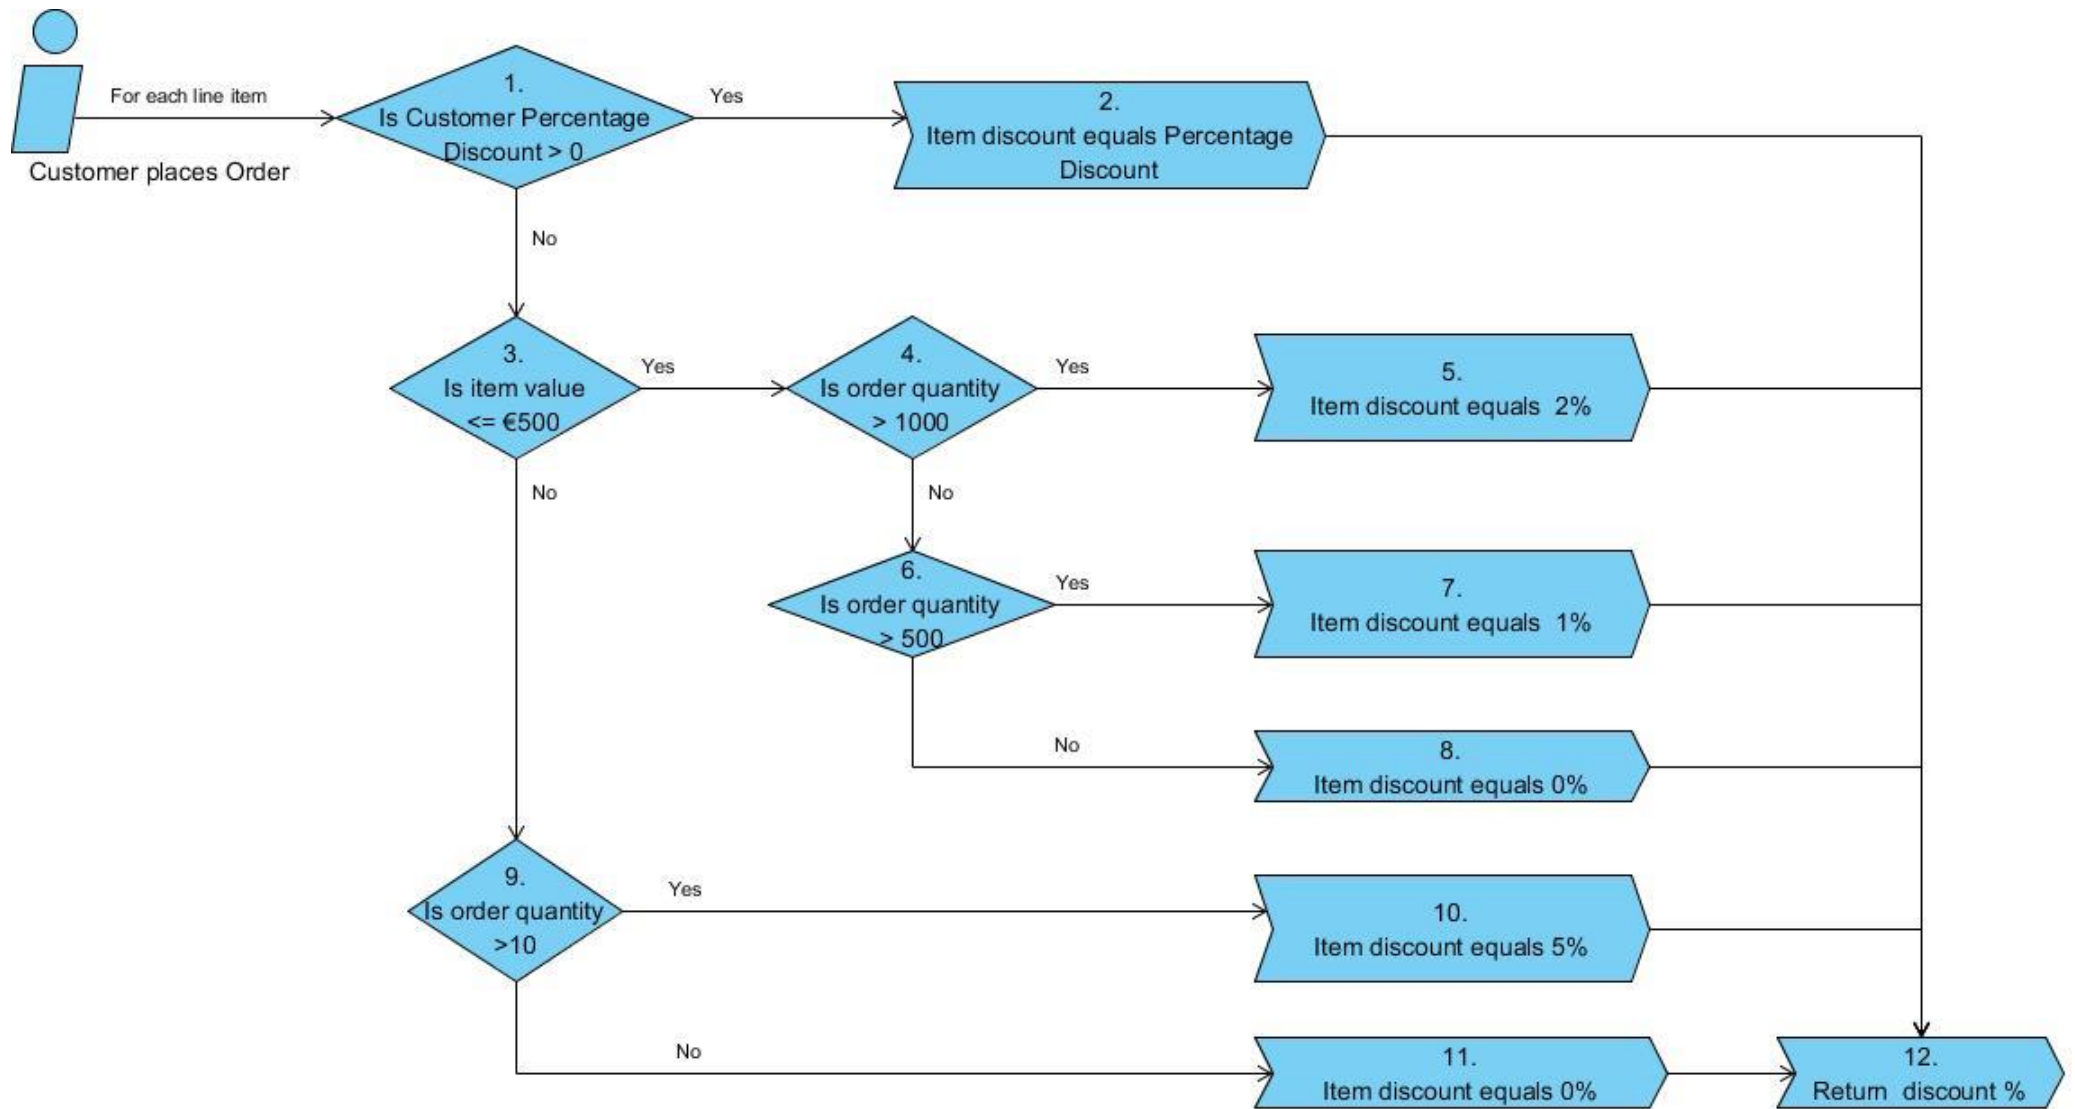 For each line item
Customer places Order
1.
Is Customer Percentage
Discount > 0
Yes
2.
Item discount equals Percentage
Discount
No
3.
Is item value
<= €500
Yes
4.
Is order quantity
> 1000
Yes
5.
Item discount equals  2%
No
No
6.
Is order quantity
> 500
Yes
7.
Item discount equals  1%
No
8.
Item discount equals 0%
9.
Is order quantity
>10
Yes
10.
Item discount equals 5%
No
11.
Item discount equals 0%
12.
Return  discount %